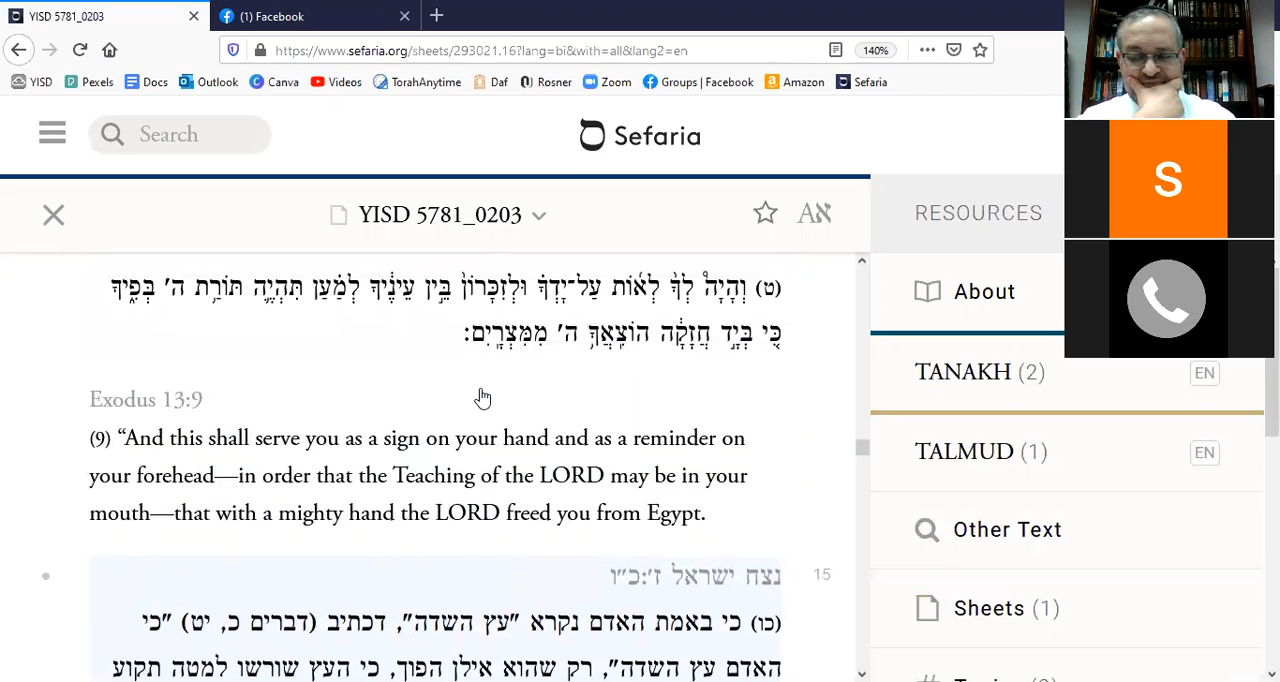 YISD 5781_0203
(1) Facebook
https://www.sefaria.org/sheets/293021.16?lang=bi&with=all&lang2=en
140%
YISD
Pexels
Docs
Outlook
Canva
Videos
TorahAnytime
Daf
Rosner
Zoom
Groups | Facebook
Amazon
Sefaria
Search
Sefaria
S
YISD 5781_0203
Aא
RESOURCES
(ט) וְהָיָה֩ לְךָ֨ לְא֜וֹת עַל־יָדְךָ֗ וּלְזִכָּרוֹן֙ בֵּ֣ין עֵינֶ֔יךָ לְמַ֗עַן תִּהְיֶ֛ה תּוֹרַ֥ת ה' בְּפִ֑יךָ
כִּ֚י בְּיָ֣ד חֲזָקָ֔ה הוֹצִֽאֲךָ֥ ה' מִמִּצְרָֽיִם׃
Exodus 13:9
(9) “And this shall serve you as a sign on your hand and as a reminder on
your forehead—in order that the Teaching of the LORD may be in your
mouth—that with a mighty hand the LORD freed you from Egypt.
נצח ישראל ז׳:כ״ו
15
(כו) כי באמת האדם נקרא "עץ השדה", דכתיב (דברים כ, יט) "כי
האדם עץ השדה", רק שהוא אילן הפוך, כי העץ שורשו למטה תקוע
About
TANAKH (2)
EN
TALMUD (1)
EN
Other Text
Sheets (1)